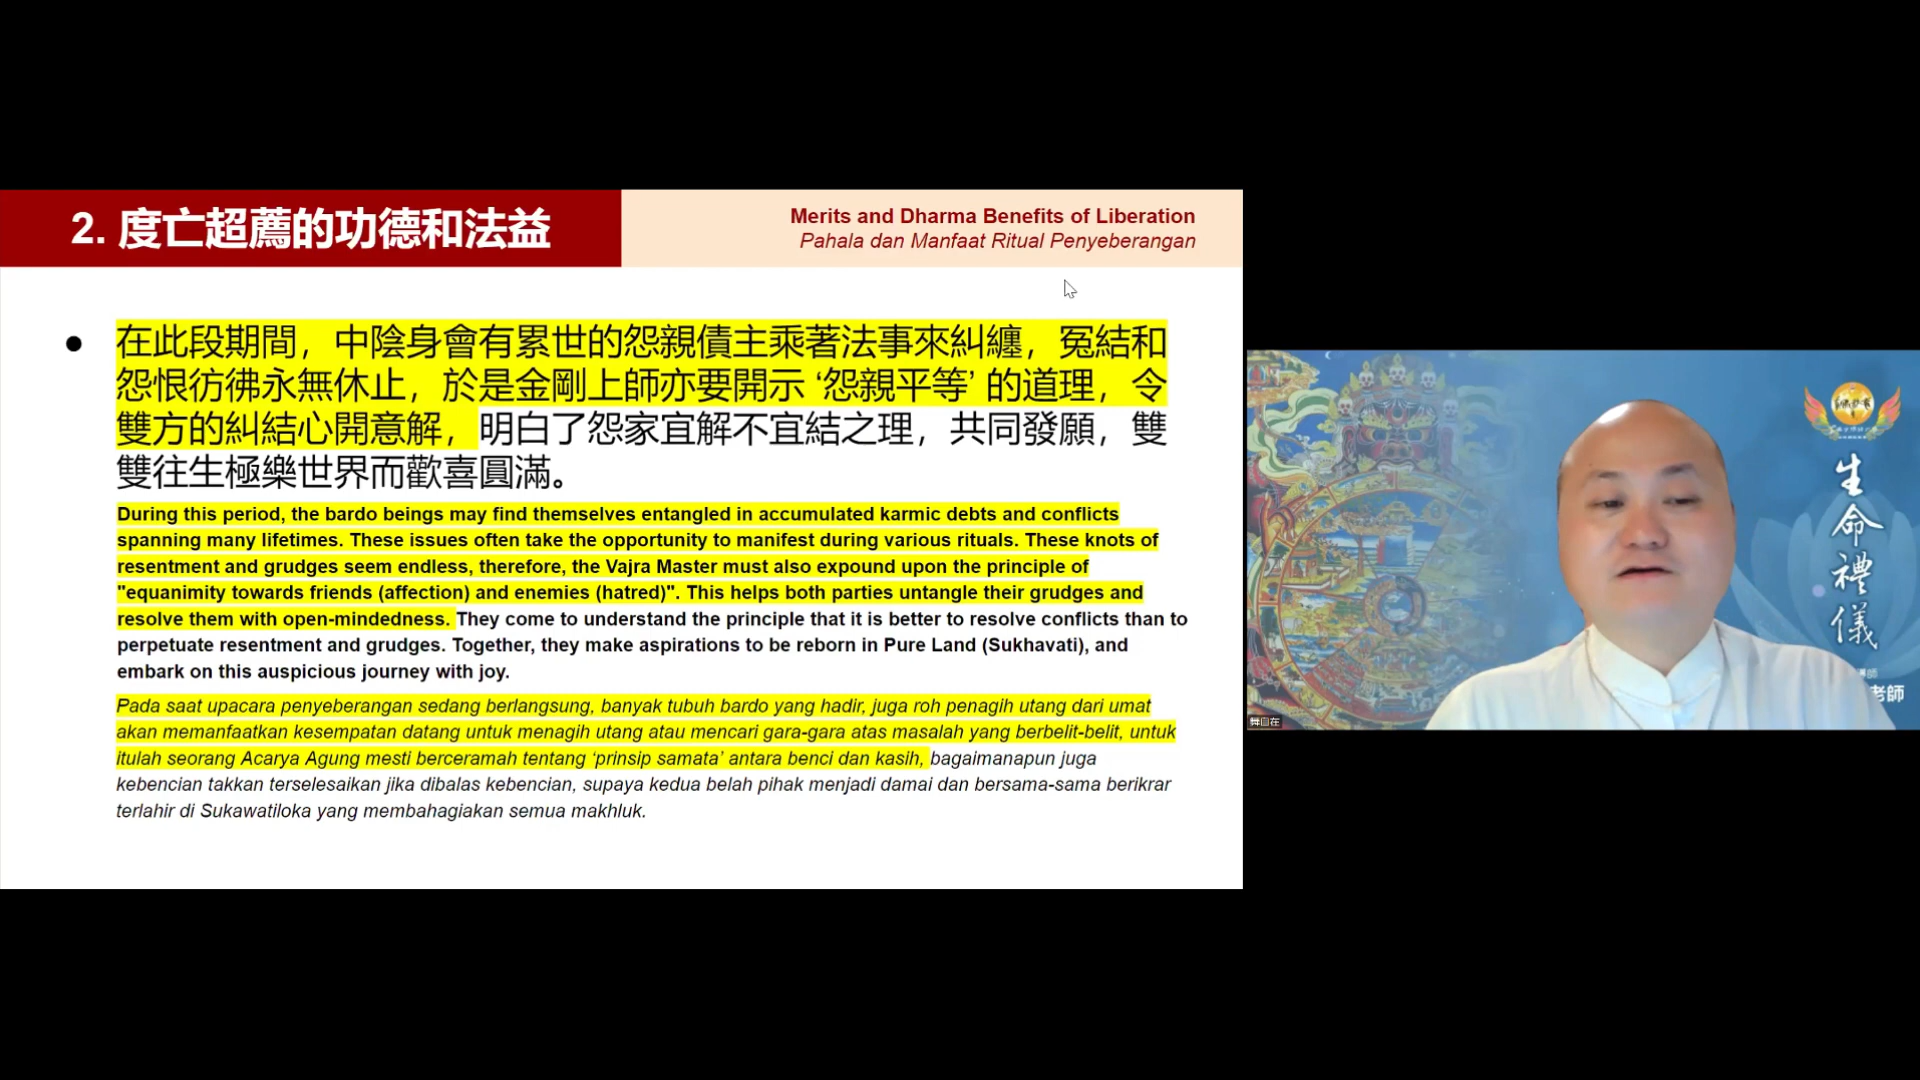 2. 度亡超薦的功德和法益
Merits and Dharma Benefits of Liberation
Pahala dan Manfaat Ritual Penyeberangan
● 在此段期間，中陰身會有累世的怨親債主乘著法事來糾纏，冤結和
怨恨彷彿永無休止，於是金剛上師亦要開示 ‘怨親平等’ 的道理，令
雙方的糾結心開意解，明白了怨家宜解不宜結之理，共同發願，雙
雙往生極樂世界而歡喜圓滿。
During this period, the bardo beings may find themselves entangled in accumulated karmic debts and conflicts
spanning many lifetimes. These issues often take the opportunity to manifest during various rituals. These knots of
resentment and grudges seem endless, therefore, the Vajra Master must also expound upon the principle of
"equanimity towards friends (affection) and enemies (hatred)". This helps both parties untangle their grudges and
resolve them with open-mindedness. They come to understand the principle that it is better to resolve conflicts than to
perpetuate resentment and grudges. Together, they make aspirations to be reborn in Pure Land (Sukhavati), and
embark on this auspicious journey with joy.
Pada saat upacara penyeberangan sedang berlangsung, banyak tubuh bardo yang hadir, juga roh penagih utang dari umat
akan memanfaatkan kesempatan datang untuk menagih utang atau mencari gara-gara atas masalah yang berbelit-belit, untuk
itulah seorang Acarya Agung mesti berceramah tentang ‘prinsip samata’ antara benci dan kasih, bagaimanapun juga
kebencian takkan terselesaikan jika dibalas kebencian, supaya kedua belah pihak menjadi damai dan bersama-sama berikrar
terlahir di Sukawatiloka yang membahagiakan semua makhluk.
生命禮儀
老師